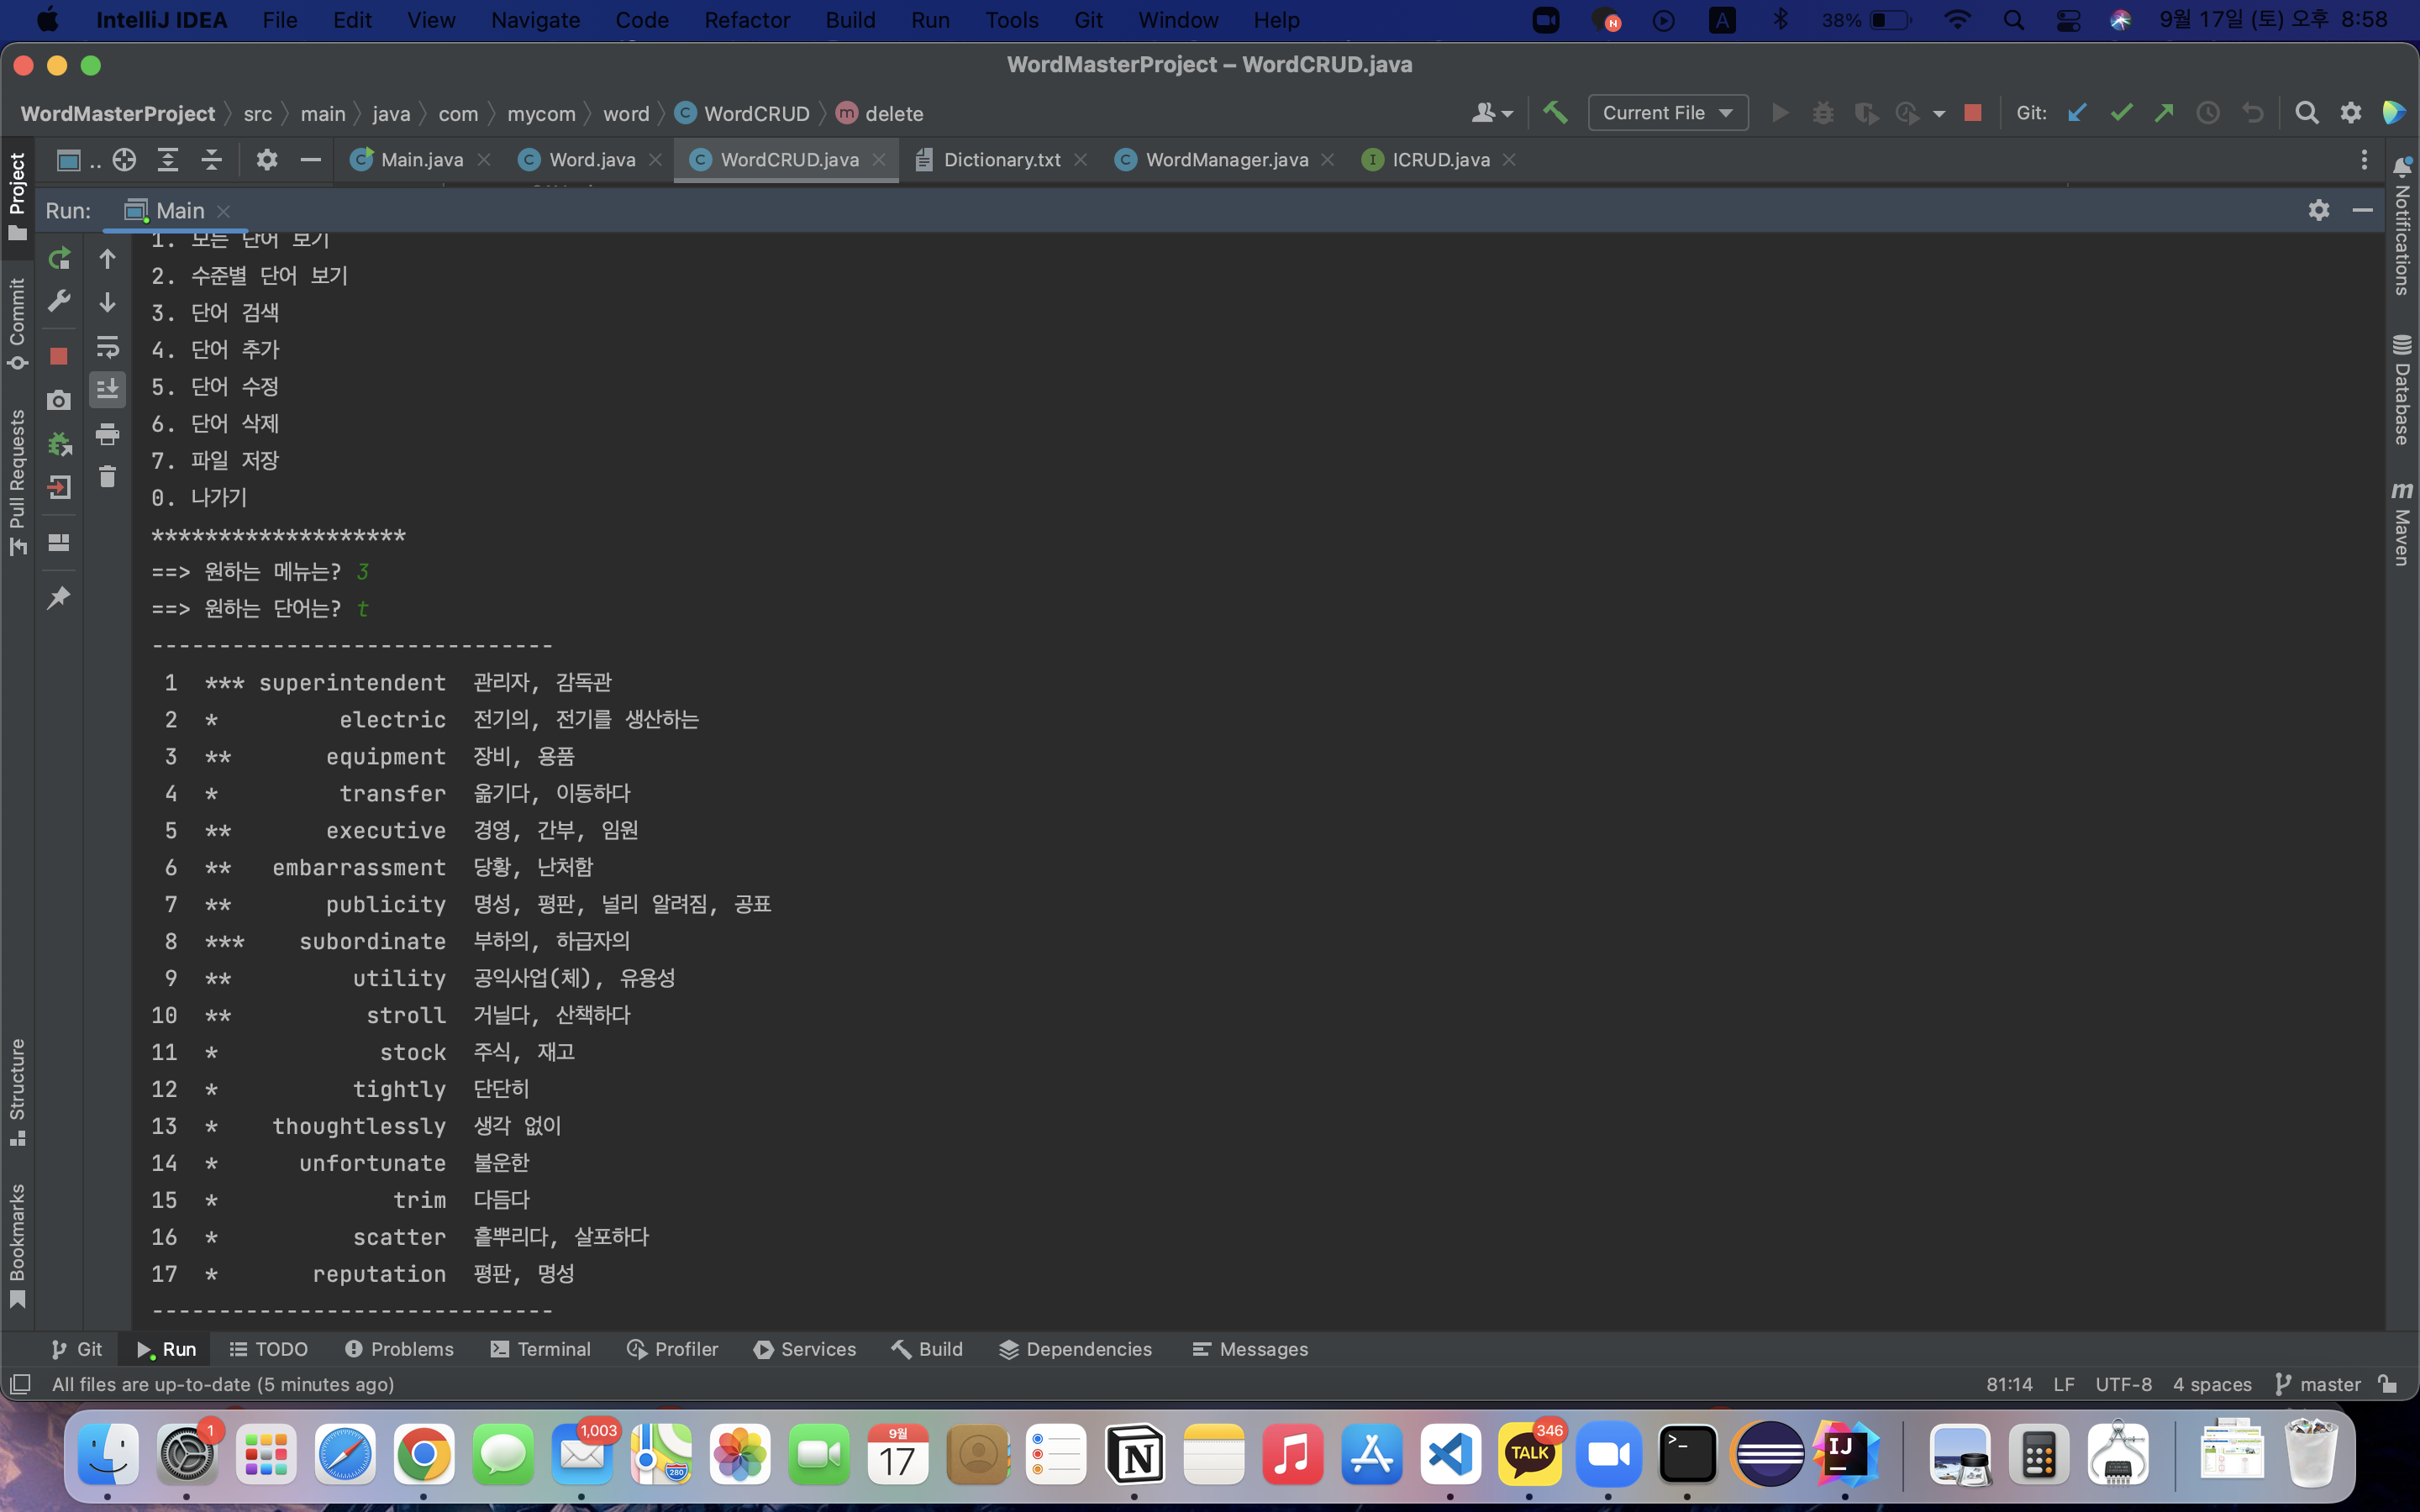 IntelliJ IDEA File Edit View Navigate Code Refactor Build Run Tools Git Window Help A 38% 9월 17일 (토) 오후 8:58
WordMasterProject – WordCRUD.java
WordMasterProject src main java com mycom word C WordCRUD m delete Current File Git:
Main.java Word.java WordCRUD.java Dictionary.txt WordManager.java ICRUD.java
Run: Main
1. 모든 단어 보기
2. 수준별 단어 보기
3. 단어 검색
4. 단어 추가
5. 단어 수정
6. 단어 삭제
7. 파일 저장
0. 나가기
*******************
==> 원하는 메뉴는? 3
==> 원하는 단어는? t
------------------------------
1 *** superintendent 관리자, 감독관
2 * electric 전기의, 전기를 생산하는
3 ** equipment 장비, 용품
4 * transfer 옮기다, 이동하다
5 ** executive 경영, 간부, 임원
6 ** embarrassment 당황, 난처함
7 ** publicity 명성, 평판, 널리 알려짐, 공표
8 *** subordinate 부하의, 하급자의
9 ** utility 공익사업(체), 유용성
10 ** stroll 거닐다, 산책하다
11 * stock 주식, 재고
12 * tightly 단단히
13 * thoughtlessly 생각 없이
14 * unfortunate 불운한
15 * trim 다듬다
16 * scatter 흩뿌리다, 살포하다
17 * reputation 평판, 명성
------------------------------
Project
Commit
Pull Requests
Structure
Bookmarks
Notifications
Database
m Maven
Git Run TODO Problems Terminal Profiler Services Build Dependencies Messages
All files are up-to-date (5 minutes ago) 81:14 LF UTF-8 4 spaces master
1 1,003 280 9월 17 N TALK 346 >_ IJ